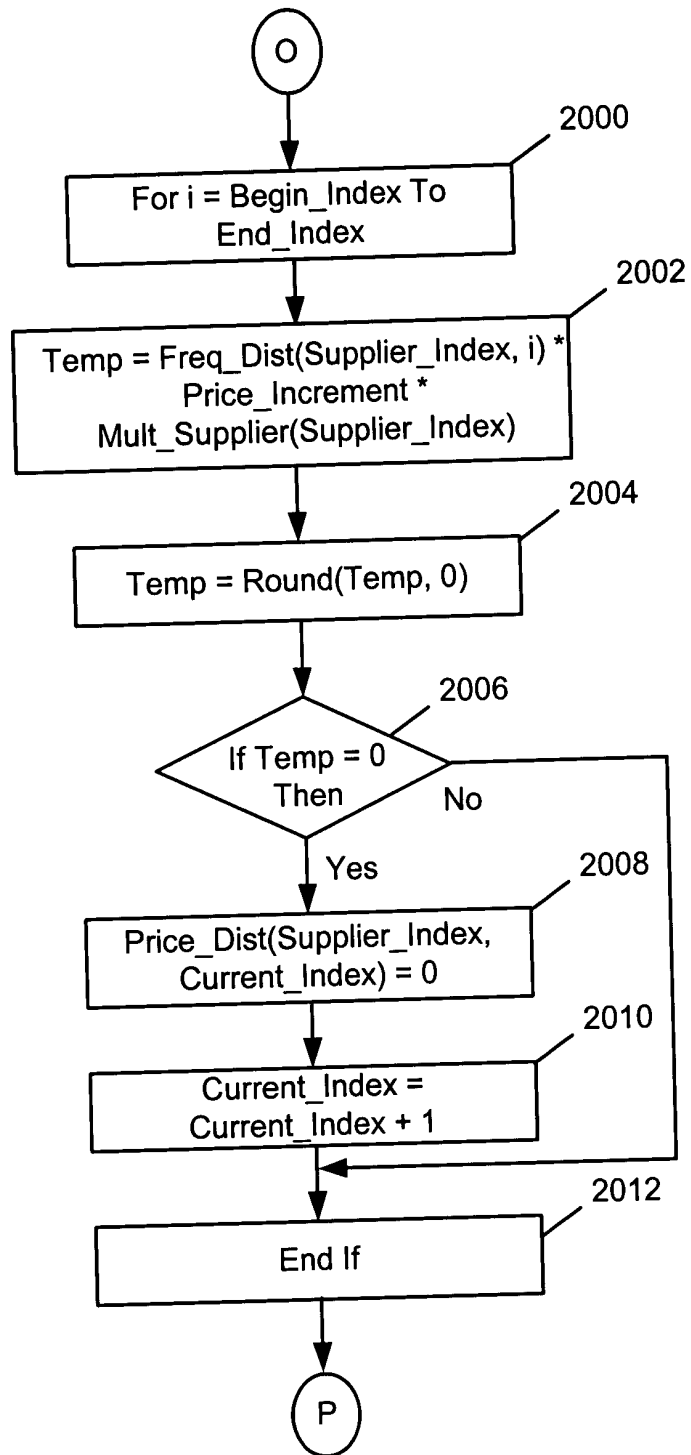 O
2000
For i = Begin_Index To
End_Index
2002
Temp = Freq_Dist(Supplier_Index, i) *
Price_Increment *
Mult_Supplier(Supplier_Index)
2004
Temp = Round(Temp, 0)
2006
If Temp = 0
Then
No
Yes
2008
Price_Dist(Supplier_Index,
Current_Index) = 0
2010
Current_Index =
Current_Index + 1
2012
End If
P